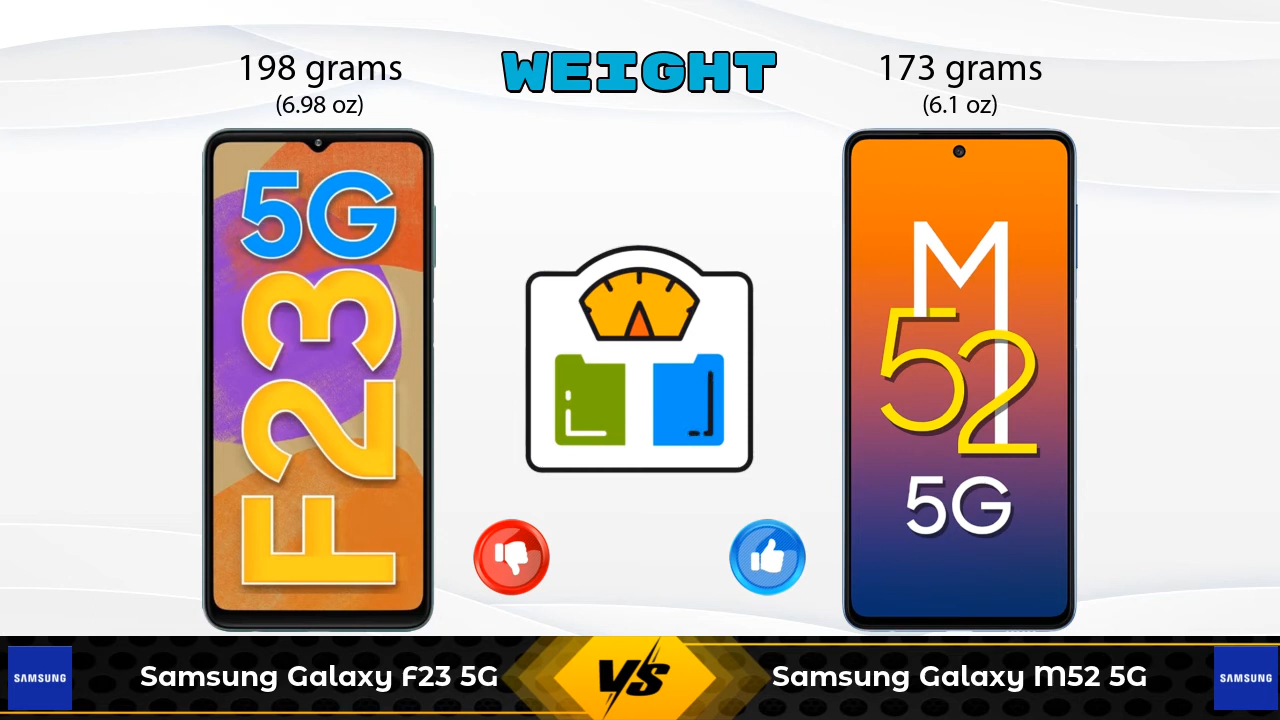 198 grams
(6.98 oz)
WEIGHT
173 grams
(6.1 oz)
F23 5G
M
52
5G
SAMSUNG
Samsung Galaxy F23 5G
VS
Samsung Galaxy M52 5G
SAMSUNG